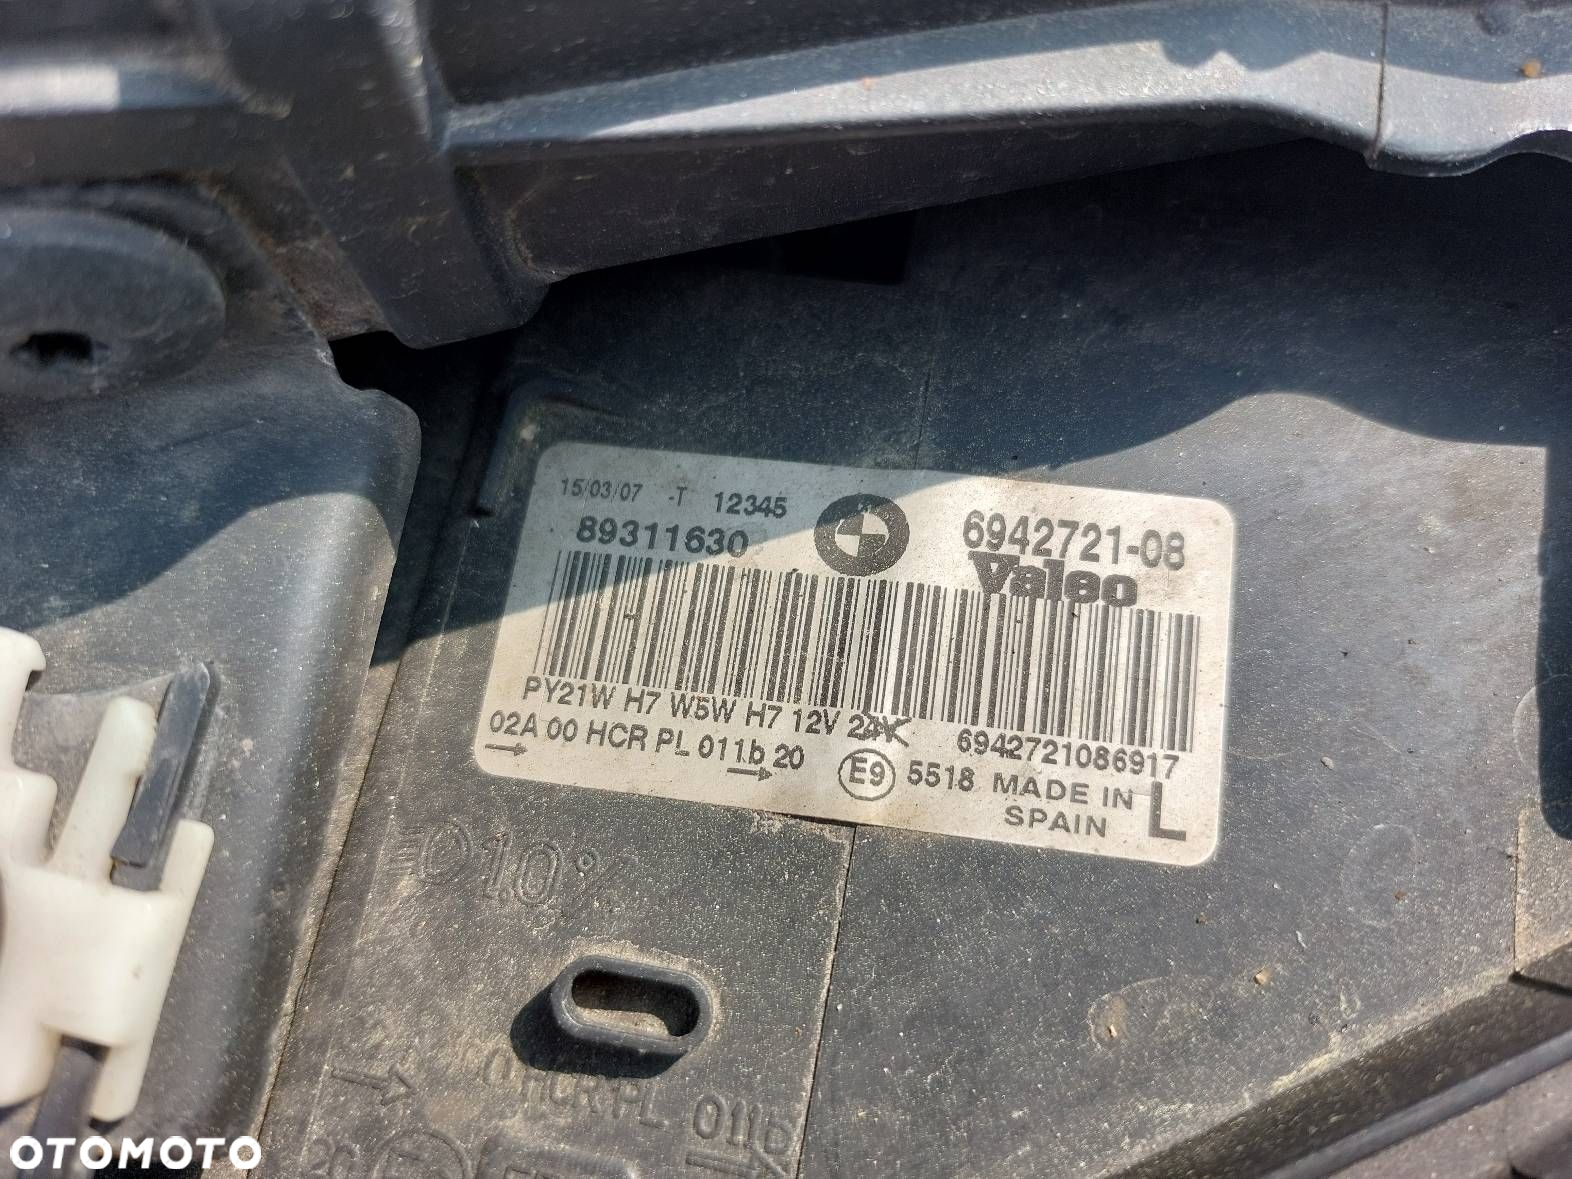 15/03/07 -T 12345
89311630
6942721-08
Valeo
PY21W H7 W5W H7 12V
6942721086917
02A 00 HCR PL 011b 20
E9 5518 MADE IN
SPAIN
L
10%
HCR PL 011b
OTOMOTO